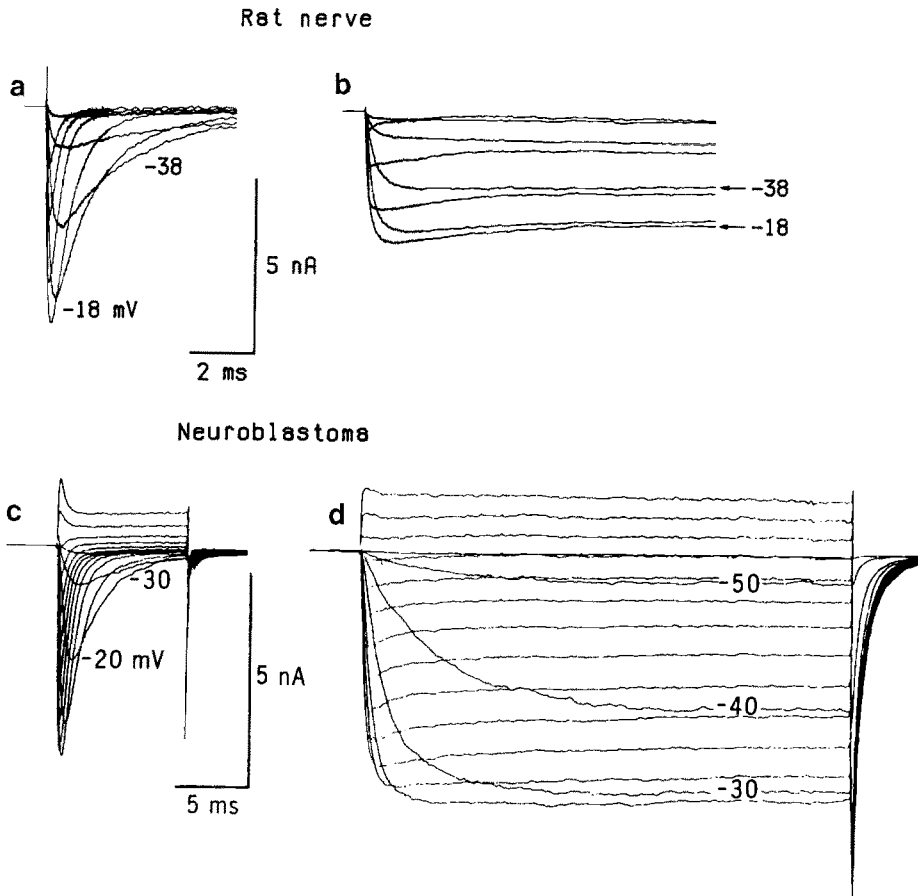 Rat nerve
a
b
-38
-38
-18
5 nA
-18 mV
2 ms
Neuroblastoma
c
d
-30
-50
-20 mV
5 nA
-40
-30
5 ms